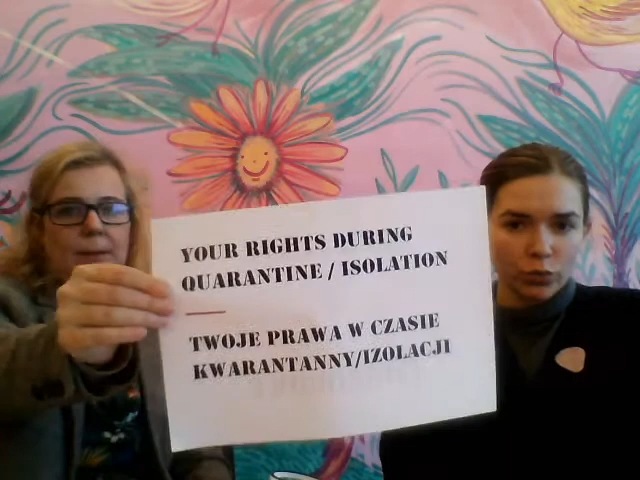 YOUR RIGHTS DURING
QUARANTINE / ISOLATION
TWOJE PRAWA W CZASIE
KWARANTANNY/IZOLACJI